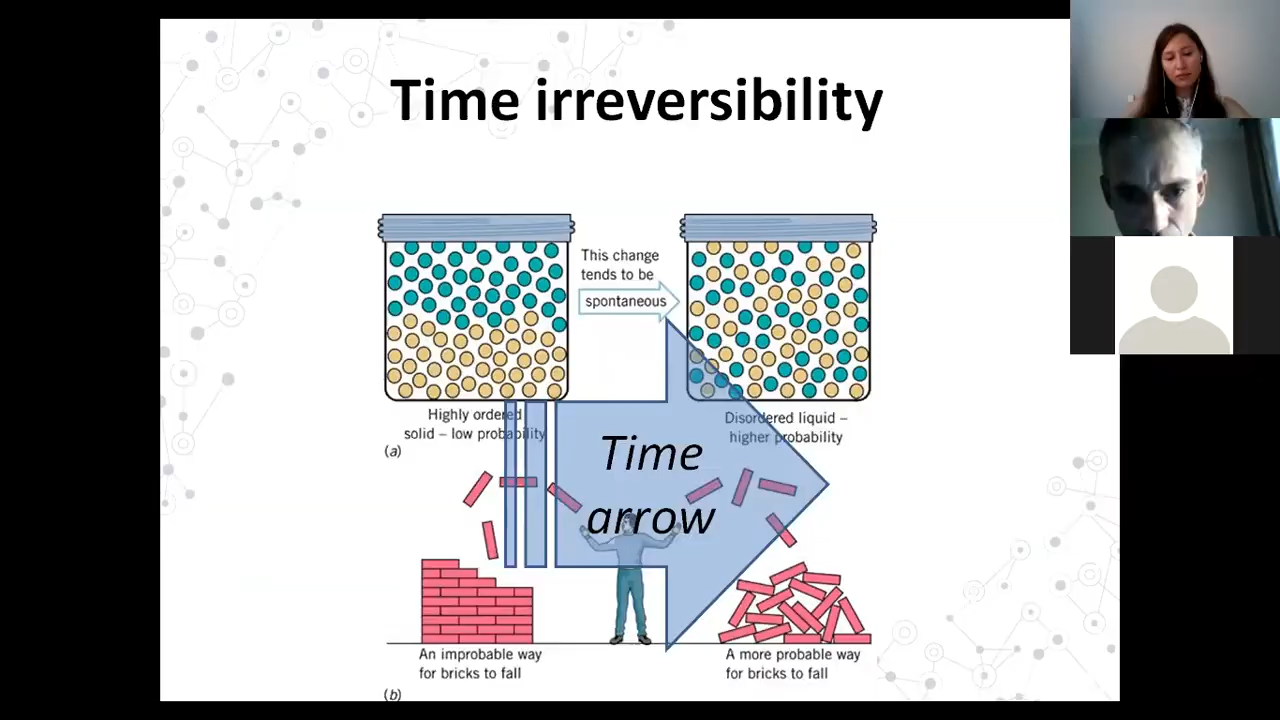 Time irreversibility
This change
tends to be
spontaneous
Highly ordered
solid – low probability
Disordered liquid –
higher probability
(a)
Time
arrow
An improbable way
for bricks to fall
A more probable way
for bricks to fall
(b)